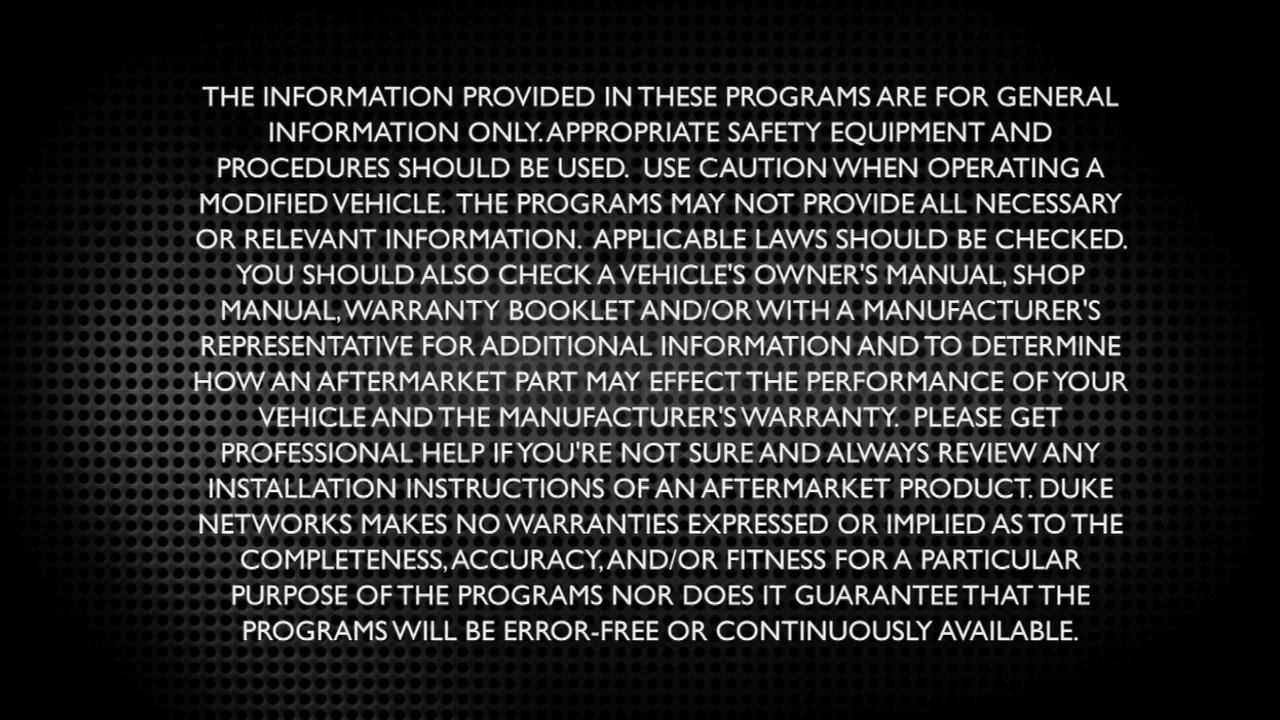 THE INFORMATION PROVIDED IN THESE PROGRAMS ARE FOR GENERAL
INFORMATION ONLY. APPROPRIATE SAFETY EQUIPMENT AND
PROCEDURES SHOULD BE USED.  USE CAUTION WHEN OPERATING A
MODIFIED VEHICLE.  THE PROGRAMS MAY NOT PROVIDE ALL NECESSARY
OR RELEVANT INFORMATION.  APPLICABLE LAWS SHOULD BE CHECKED.
YOU SHOULD ALSO CHECK A VEHICLE'S OWNER'S MANUAL, SHOP
MANUAL, WARRANTY BOOKLET AND/OR WITH A MANUFACTURER'S
REPRESENTATIVE FOR ADDITIONAL INFORMATION AND TO DETERMINE
HOW AN AFTERMARKET PART MAY EFFECT THE PERFORMANCE OF YOUR
VEHICLE AND THE MANUFACTURER'S WARRANTY.  PLEASE GET
PROFESSIONAL HELP IF YOU'RE NOT SURE AND ALWAYS REVIEW ANY
INSTALLATION INSTRUCTIONS OF AN AFTERMARKET PRODUCT. DUKE
NETWORKS MAKES NO WARRANTIES EXPRESSED OR IMPLIED AS TO THE
COMPLETENESS, ACCURACY, AND/OR FITNESS FOR A PARTICULAR
PURPOSE OF THE PROGRAMS NOR DOES IT GUARANTEE THAT THE
PROGRAMS WILL BE ERROR-FREE OR CONTINUOUSLY AVAILABLE.